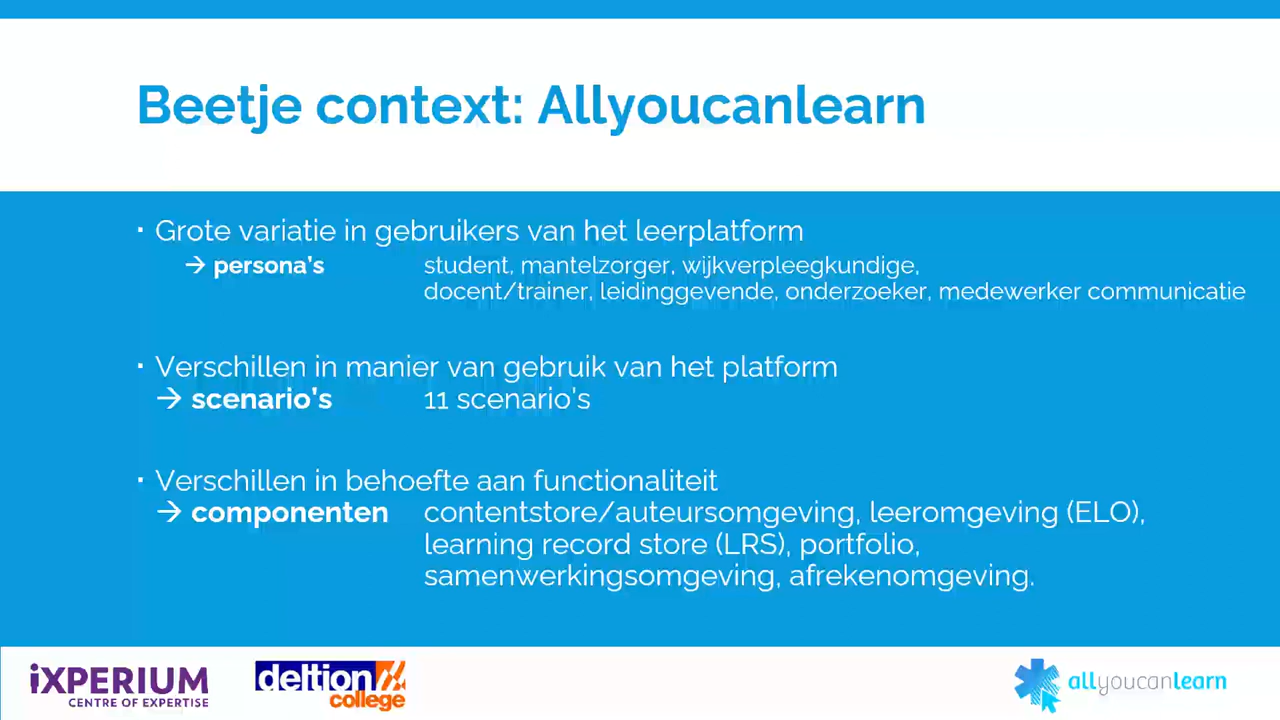 Beetje context: Allyoucanlearn
· Grote variatie in gebruikers van het leerplatform
→ persona's student, mantelzorger, wijkverpleegkundige,
docent/trainer, leidinggevende, onderzoeker, medewerker communicatie
· Verschillen in manier van gebruik van het platform
→ scenario's 11 scenario's
· Verschillen in behoefte aan functionaliteit
→ componenten contentstore/auteursomgeving, leeromgeving (ELO),
learning record store (LRS), portfolio,
samenwerkingsomgeving, afrekenomgeving.
iXPERIUM
CENTRE OF EXPERTISE
deltion
college
allyoucanlearn